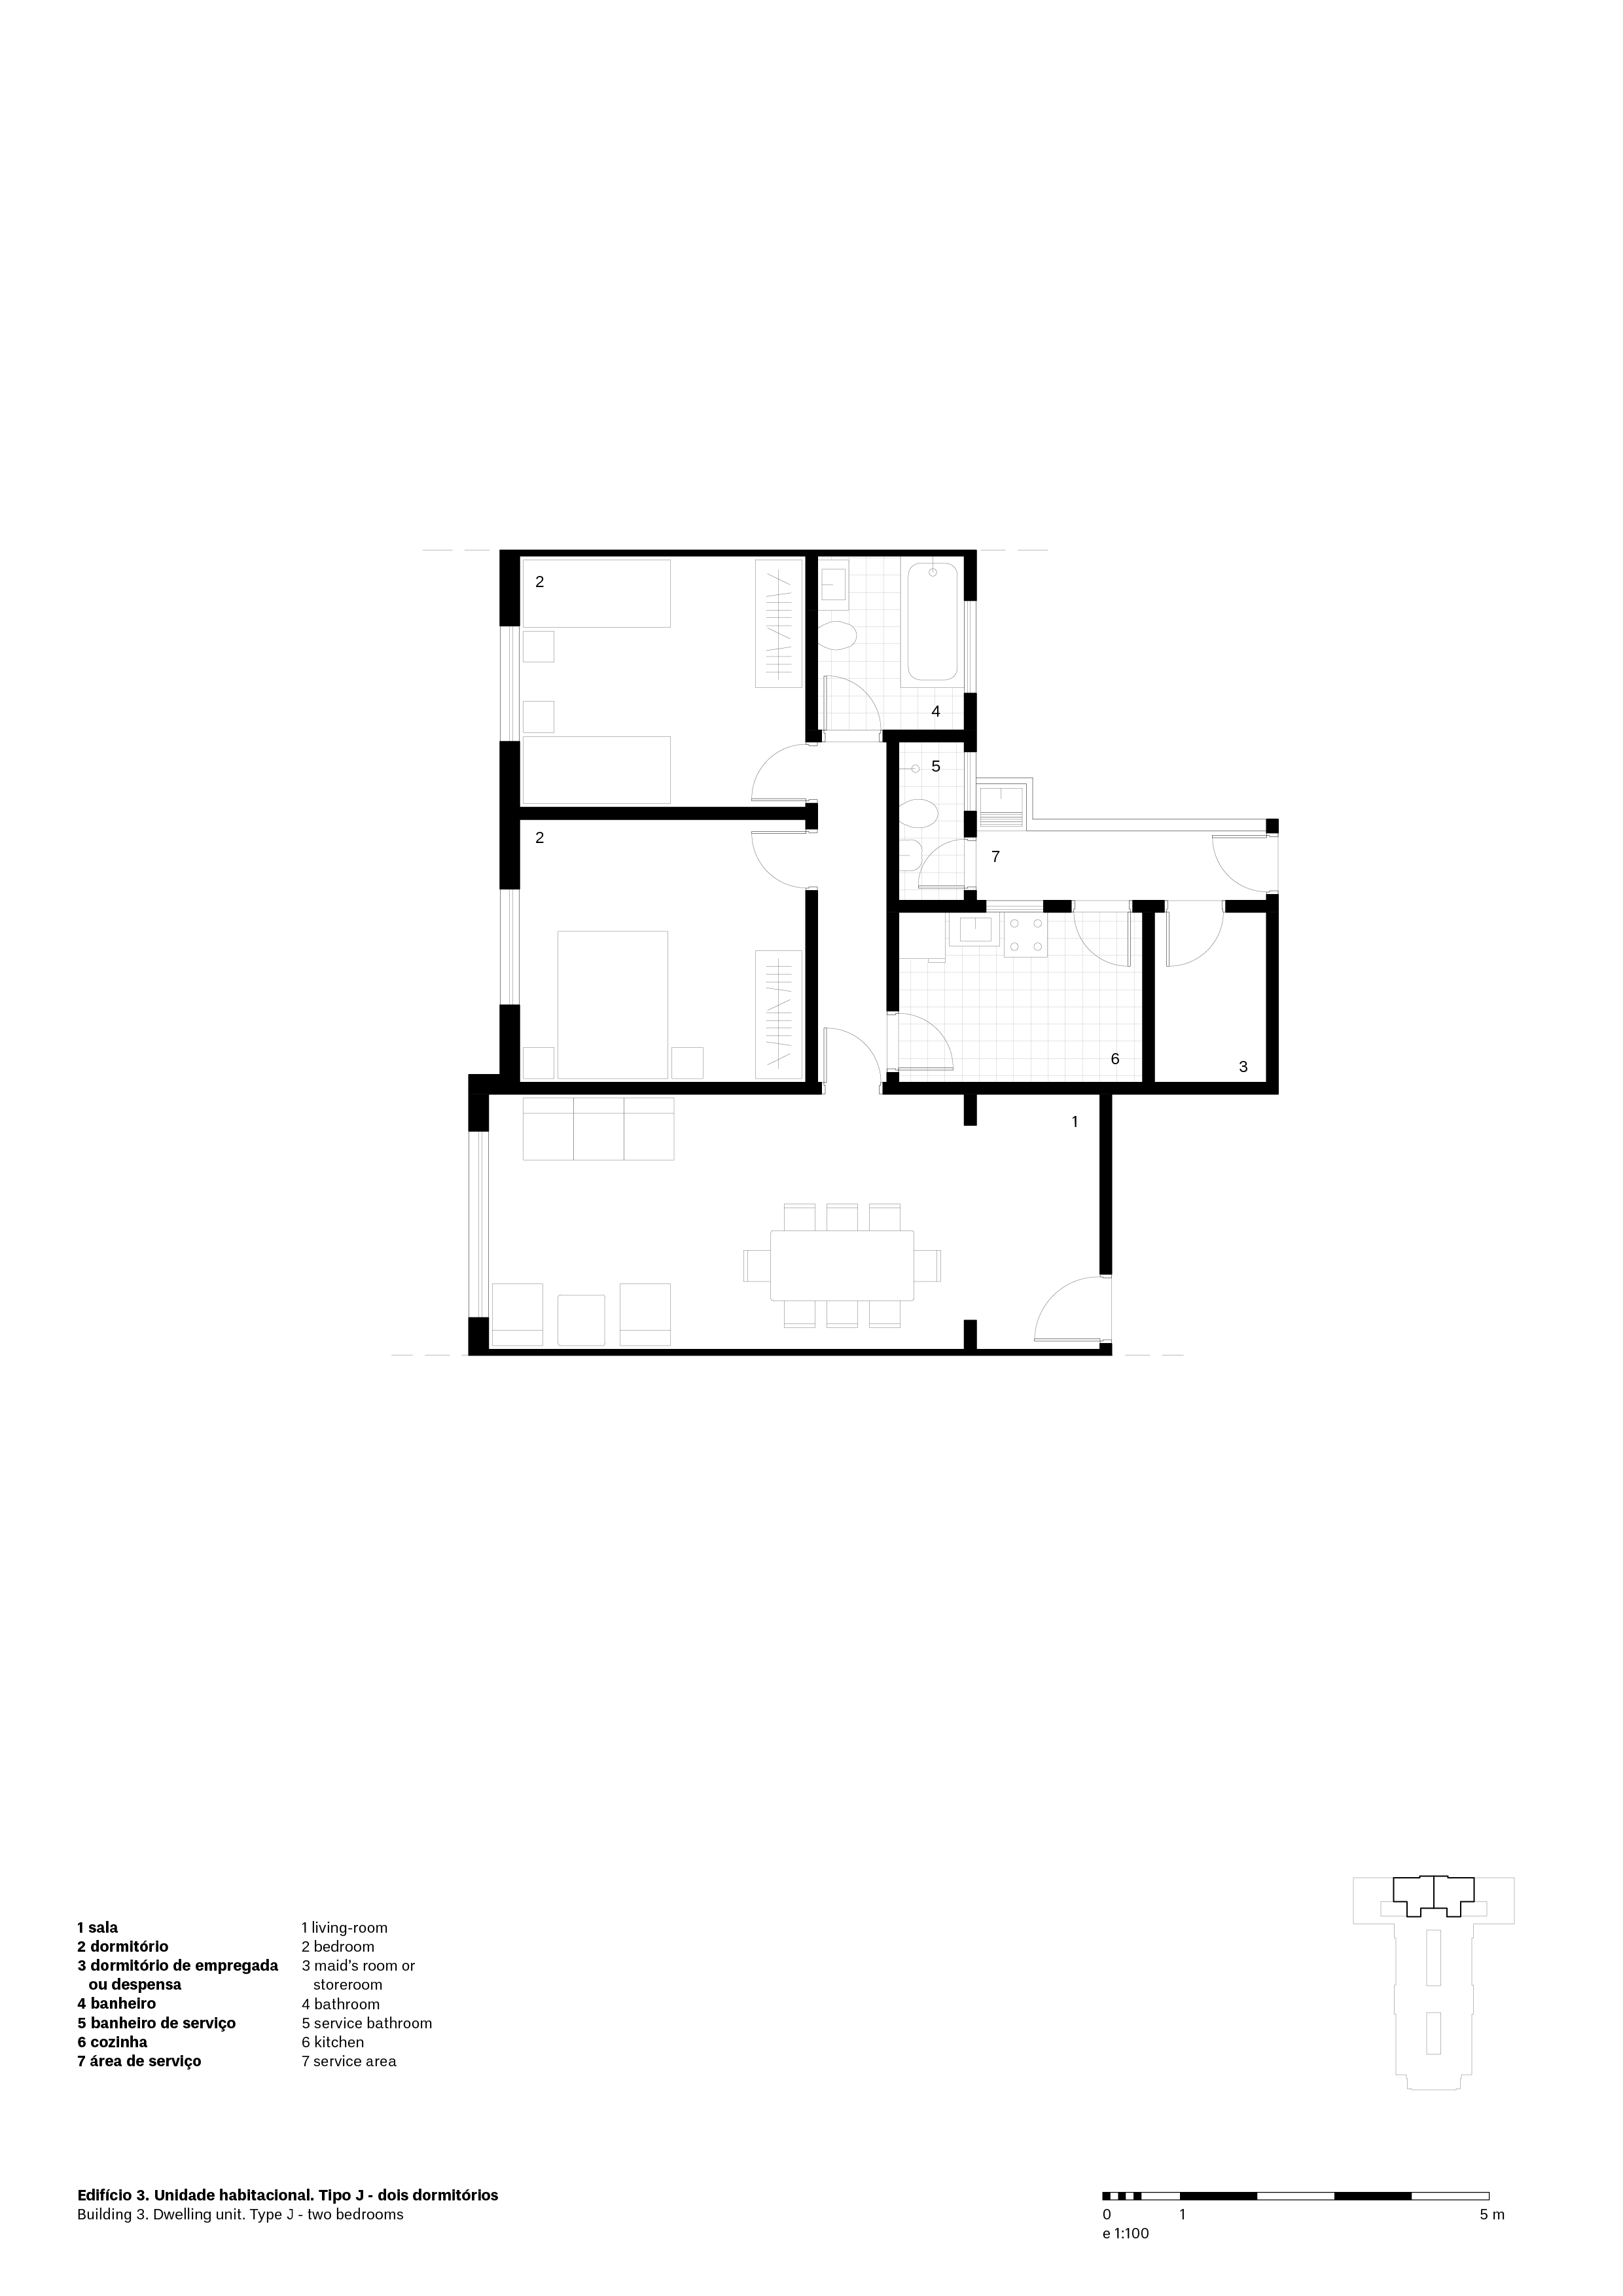 2
4
5
2
7
6
3
1
1 sala
2 dormitório
3 dormitório de empregada
ou despensa
4 banheiro
5 banheiro de serviço
6 cozinha
7 área de serviço
1 living-room
2 bedroom
3 maid's room or
storeroom
4 bathroom
5 service bathroom
6 kitchen
7 service area
Edifício 3. Unidade habitacional. Tipo J - dois dormitórios
Building 3. Dwelling unit. Type J - two bedrooms
0 1 5 m
e 1:100